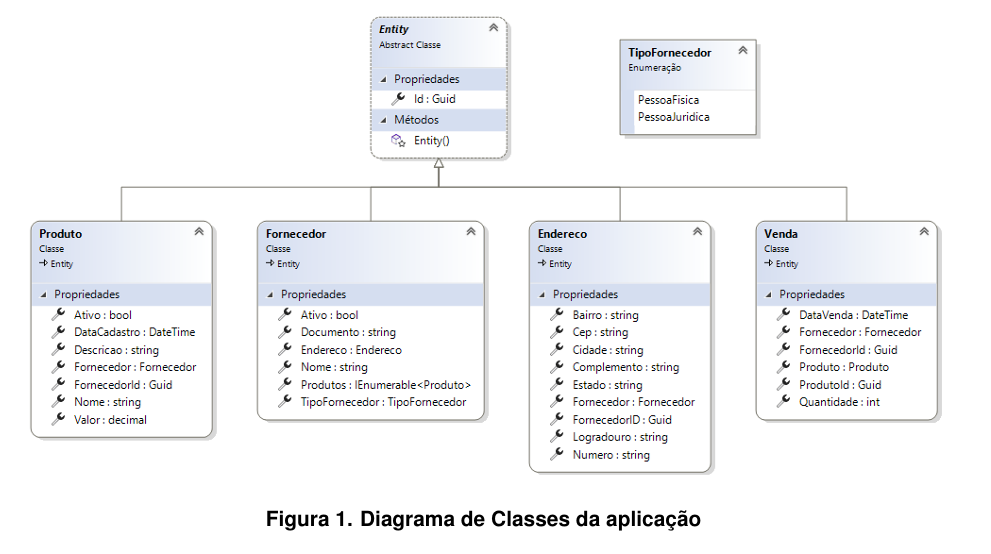 Entity
Abstract Classe
Propriedades
Id : Guid
Métodos
Entity()
TipoFornecedor
Enumeração
PessoaFisica
PessoaJuridica
Produto
Classe
Entity
Propriedades
Ativo : bool
DataCadastro : DateTime
Descricao : string
Fornecedor : Fornecedor
FornecedorId : Guid
Nome : string
Valor : decimal
Fornecedor
Classe
Entity
Propriedades
Ativo : bool
Documento : string
Endereco : Endereco
Nome : string
Produtos : IEnumerable<Produto>
TipoFornecedor : TipoFornecedor
Endereco
Classe
Entity
Propriedades
Bairro : string
Cep : string
Cidade : string
Complemento : string
Estado : string
Fornecedor : Fornecedor
FornecedorID : Guid
Logradouro : string
Numero : string
Venda
Classe
Entity
Propriedades
DataVenda : DateTime
Fornecedor : Fornecedor
FornecedorId : Guid
Produto : Produto
ProdutoId : Guid
Quantidade : int
Figura 1. Diagrama de Classes da aplicação